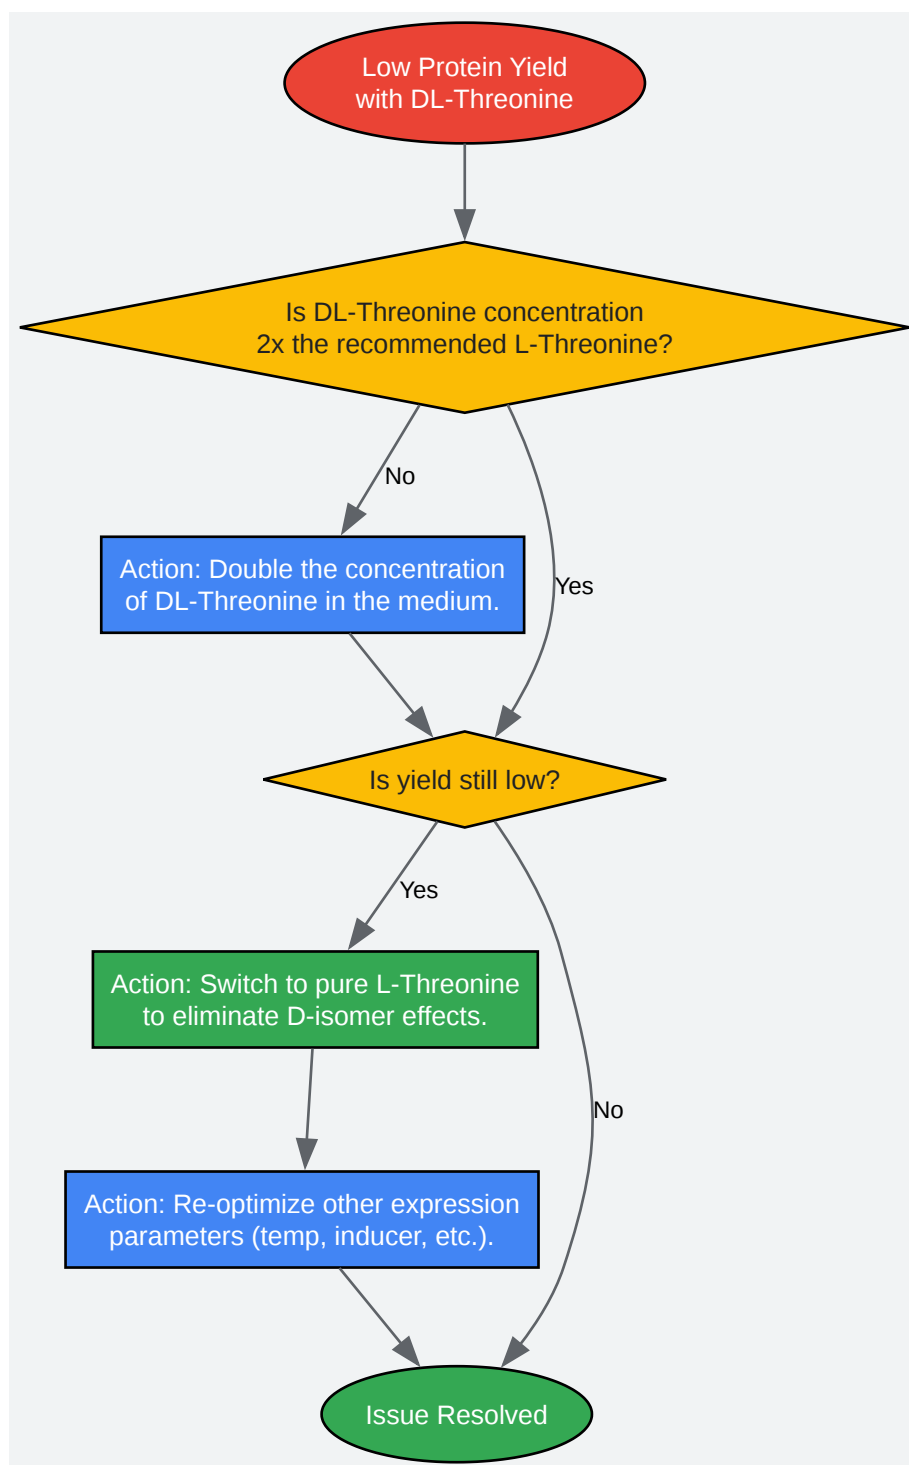 Low Protein Yield
with DL-Threonine
Is DL-Threonine concentration
2x the recommended L-Threonine?
No
Action: Double the concentration
of DL-Threonine in the medium.
Yes
Is yield still low?
Yes
Action: Switch to pure L-Threonine
to eliminate D-isomer effects.
No
Action: Re-optimize other expression
parameters (temp, inducer, etc.).
Issue Resolved